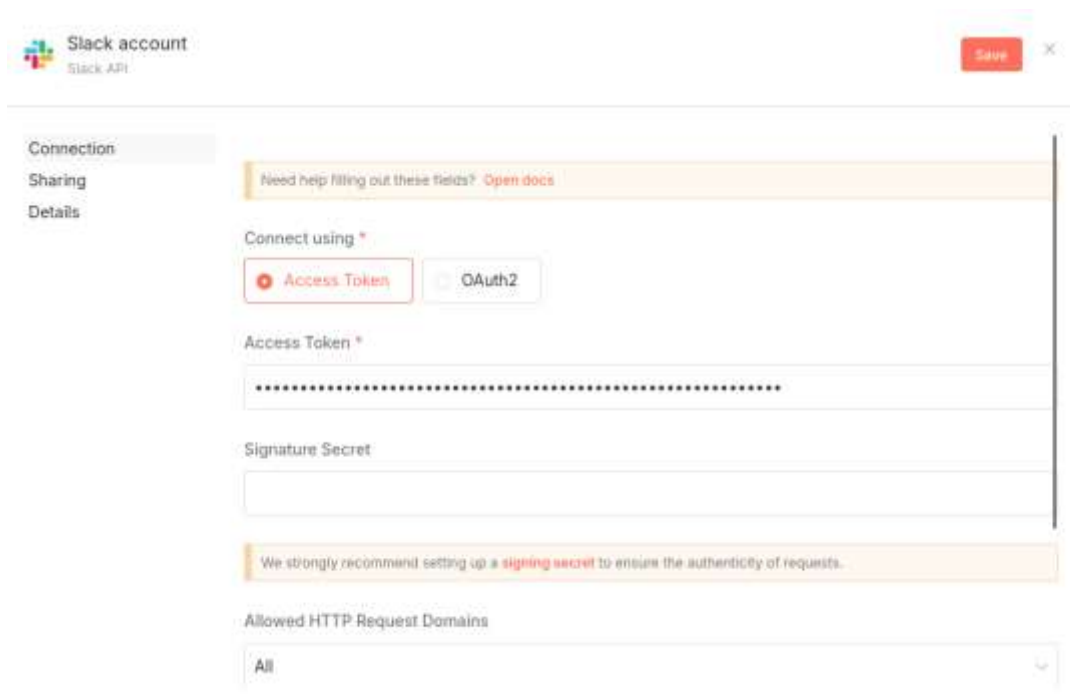 Slack account
Slack API
Save
Connection
Sharing
Details
Need help filling out these fields? Open docs
Connect using *
Access Token
OAuth2
Access Token *
Signature Secret
We strongly recommend setting up a signing secret to ensure the authenticity of requests.
Allowed HTTP Request Domains
All